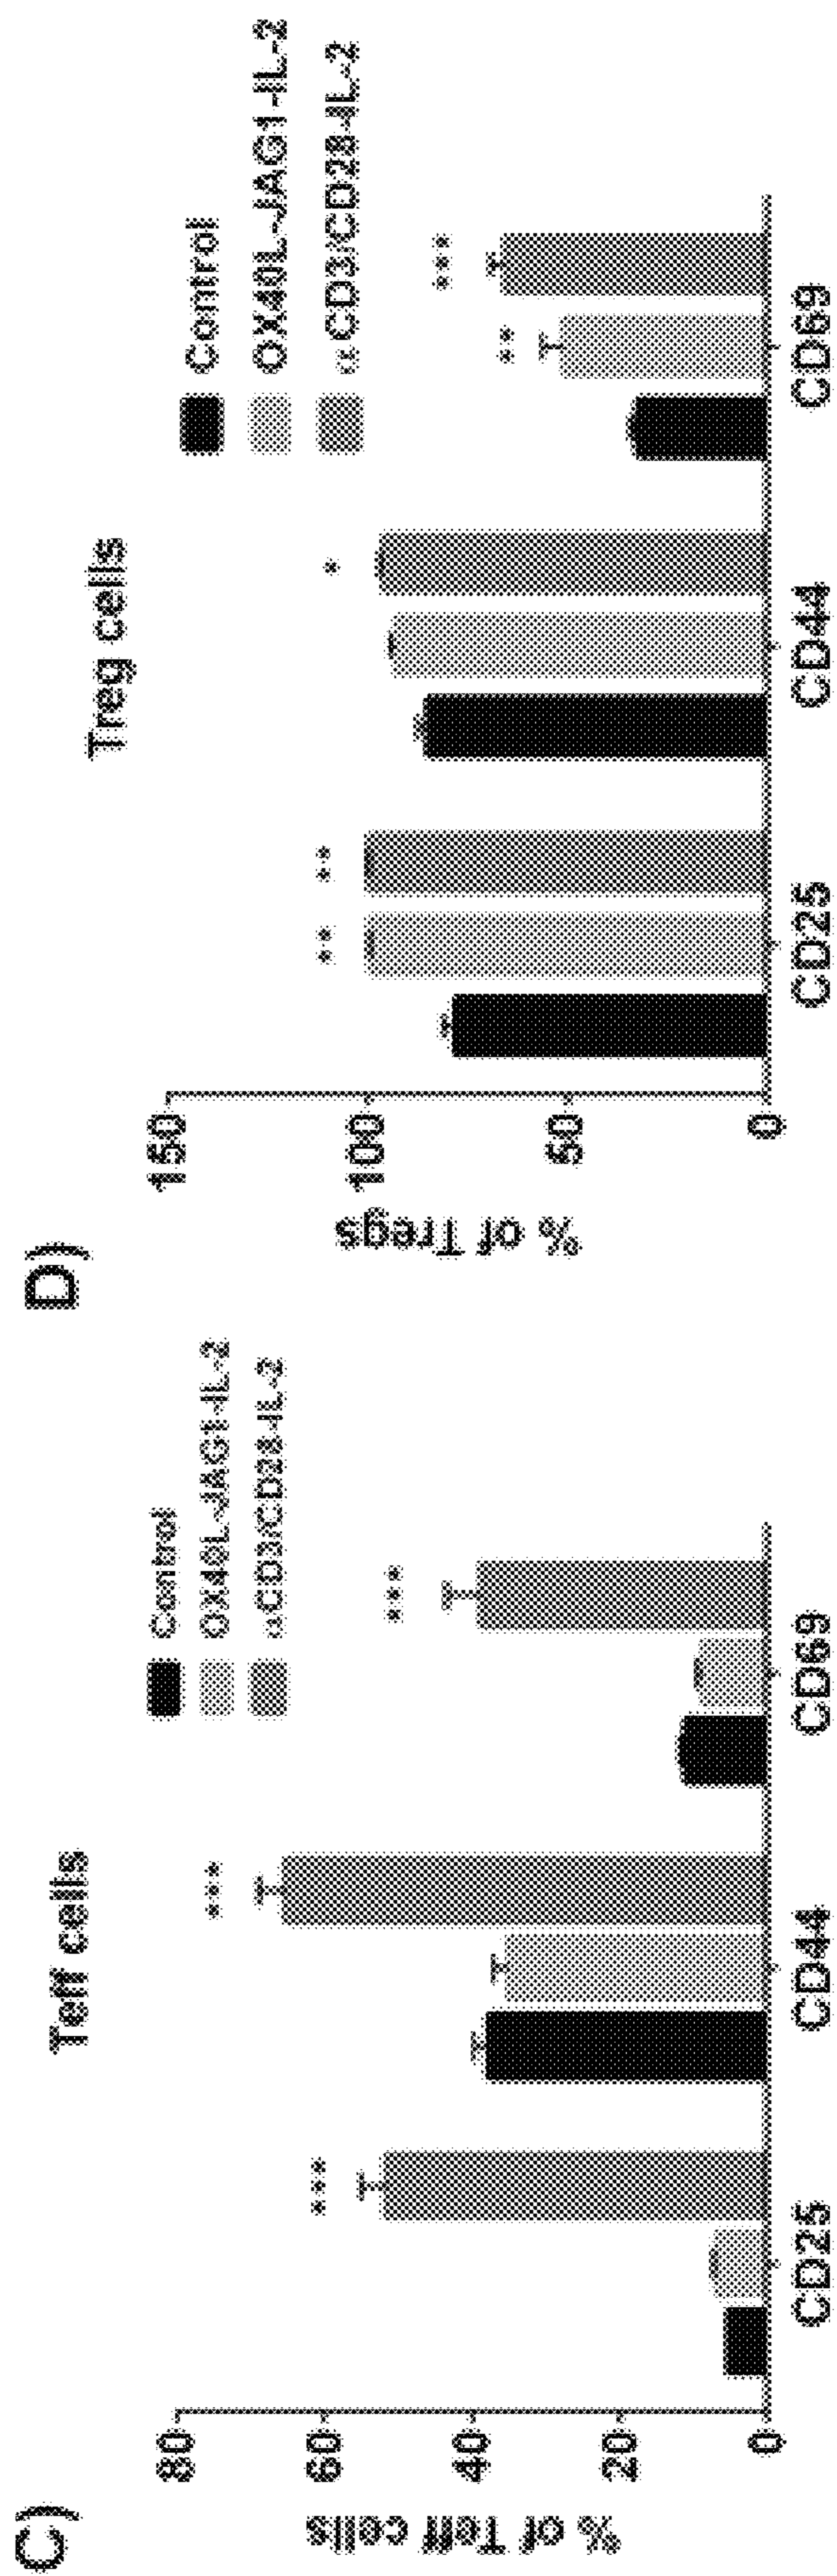 C)
Teff cells
Control
OX40L-JAG1-IL-2
αCD3/CD28-IL-2
% of Teff cells
80
60
40
20
0
***
***
***
CD25
CD44
CD69
D)
Treg cells
Control
OX40L-JAG1-IL-2
α CD3/CD28-IL-2
% of Tregs
150
100
50
0
**
**
*
**
***
CD25
CD44
CD69